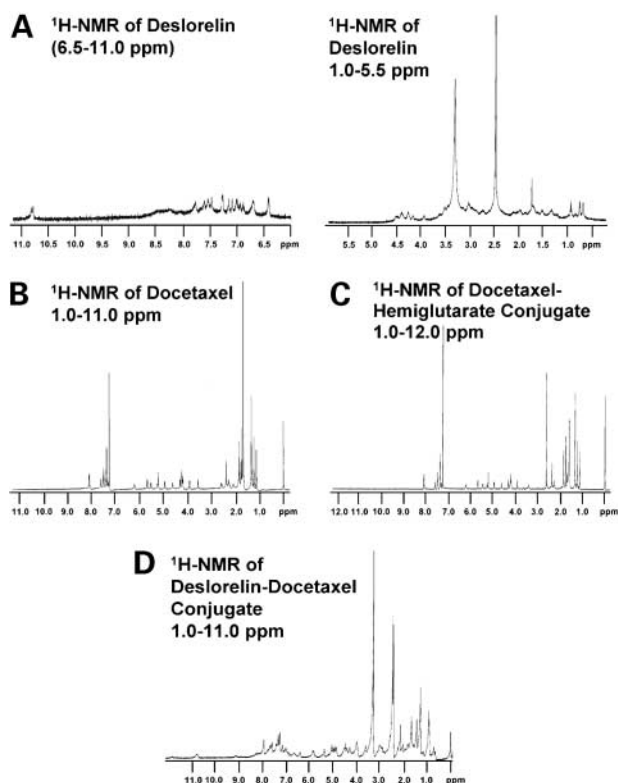 A
¹H-NMR of Deslorelin
(6.5-11.0 ppm)
11.0 10.5 10.0 9.5 9.0 8.5 8.0 7.5 7.0 6.5 ppm
¹H-NMR of
Deslorelin
1.0-5.5 ppm
5.5 5.0 4.5 4.0 3.5 3.0 2.5 2.0 1.5 1.0 ppm
B
¹H-NMR of Docetaxel
1.0-11.0 ppm
11.0 10.0 9.0 8.0 7.0 6.0 5.0 4.0 3.0 2.0 1.0 ppm
C
¹H-NMR of Docetaxel-
Hemiglutarate Conjugate
1.0-12.0 ppm
12.0 11.0 10.0 9.0 8.0 7.0 6.0 5.0 4.0 3.0 2.0 1.0 ppm
D
¹H-NMR of
Deslorelin-Docetaxel
Conjugate
1.0-11.0 ppm
11.0 10.0 9.0 8.0 7.0 6.0 5.0 4.0 3.0 2.0 1.0 ppm